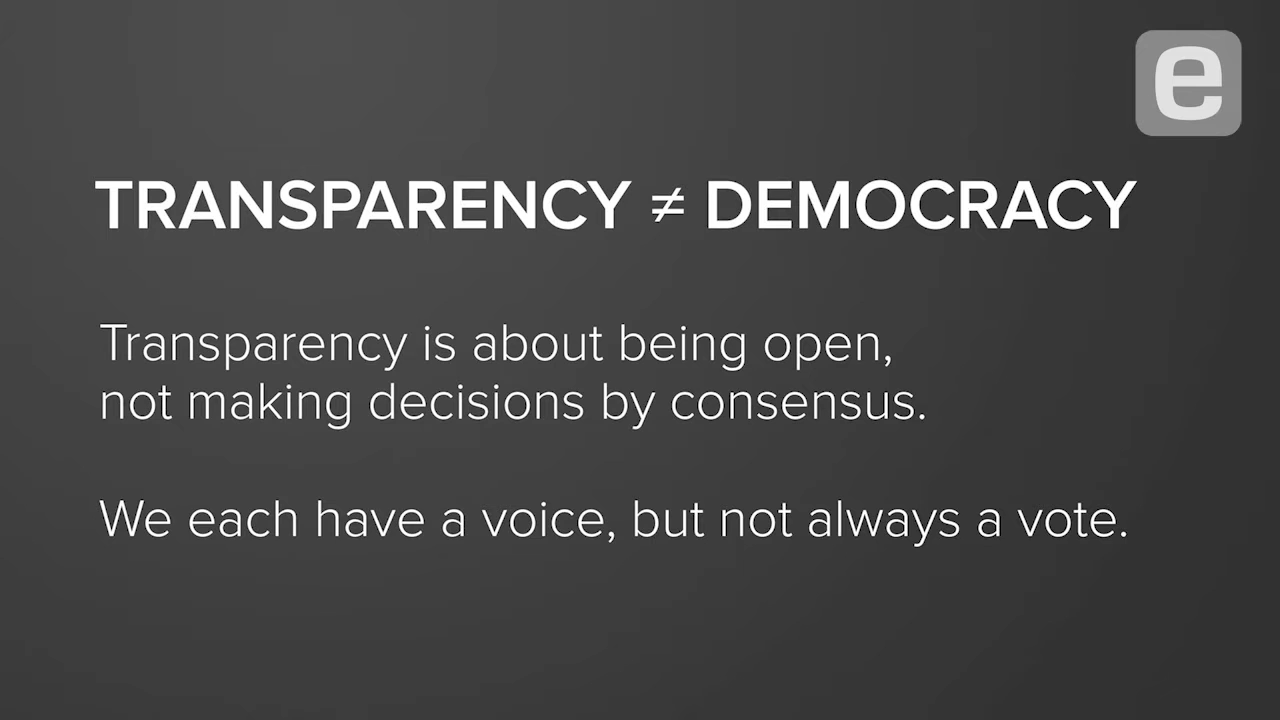 e
TRANSPARENCY ≠ DEMOCRACY
Transparency is about being open,
not making decisions by consensus.
We each have a voice, but not always a vote.